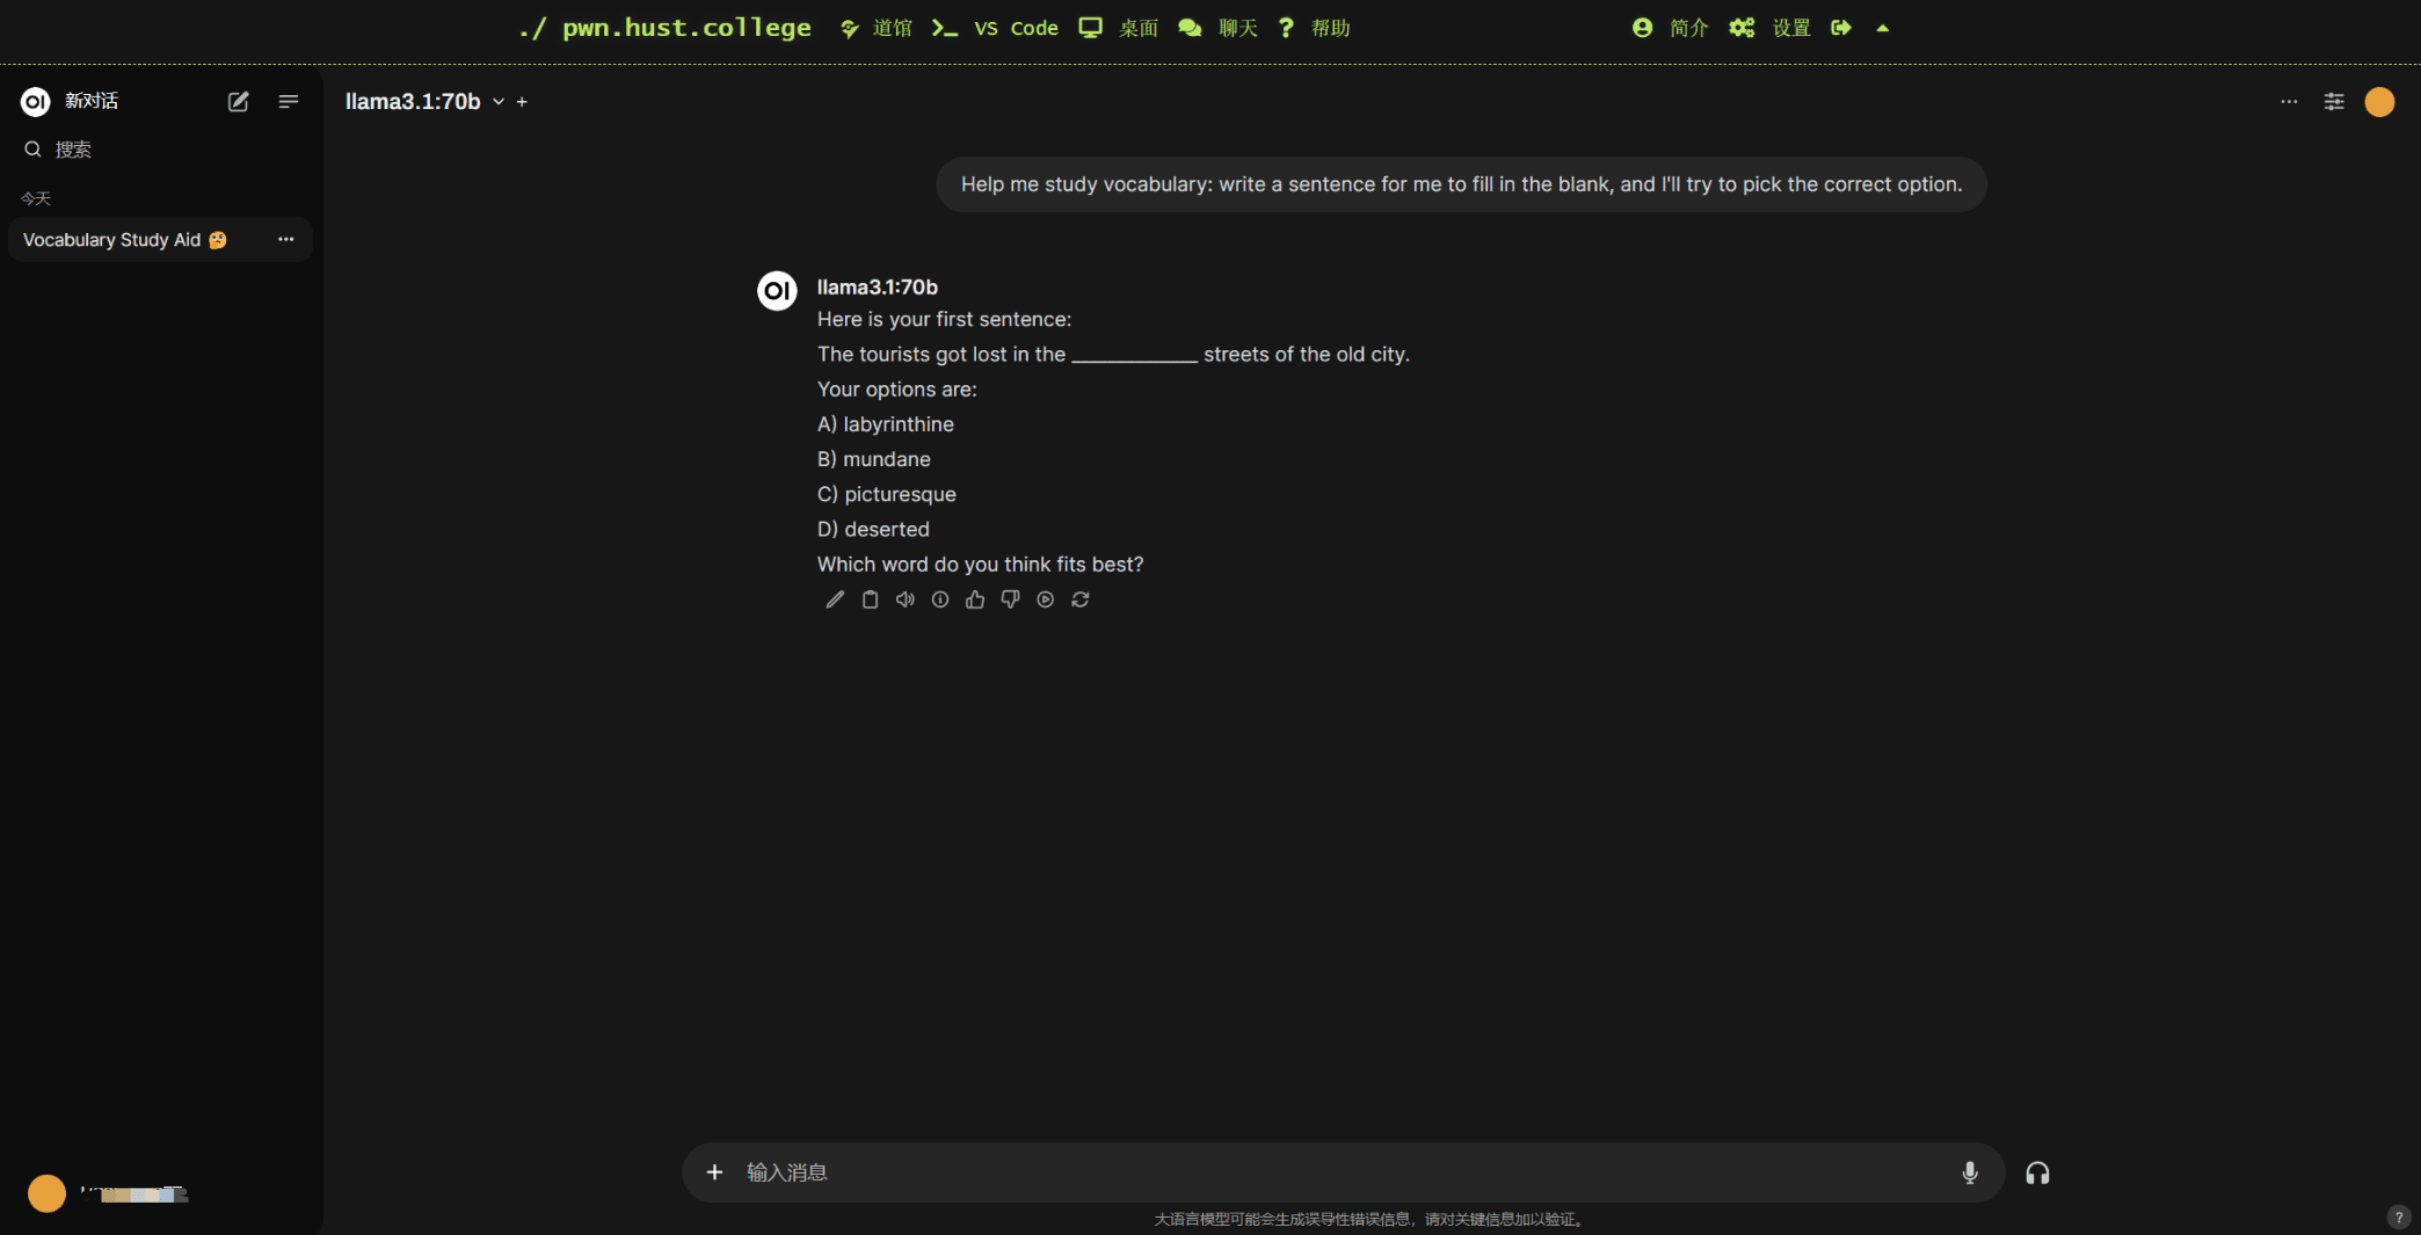 ./ pwn.hust.college 道馆 VS Code 桌面 聊天 ? 帮助 简介 设置
OI 新对话
llama3.1:70b
搜索
今天
Vocabulary Study Aid 🤔
Help me study vocabulary: write a sentence for me to fill in the blank, and I'll try to pick the correct option.
OI llama3.1:70b
Here is your first sentence:
The tourists got lost in the ____________ streets of the old city.
Your options are:
A) labyrinthine
B) mundane
C) picturesque
D) deserted
Which word do you think fits best?
输入消息
大语言模型可能会生成误导性错误信息，请对关键信息加以验证。
?